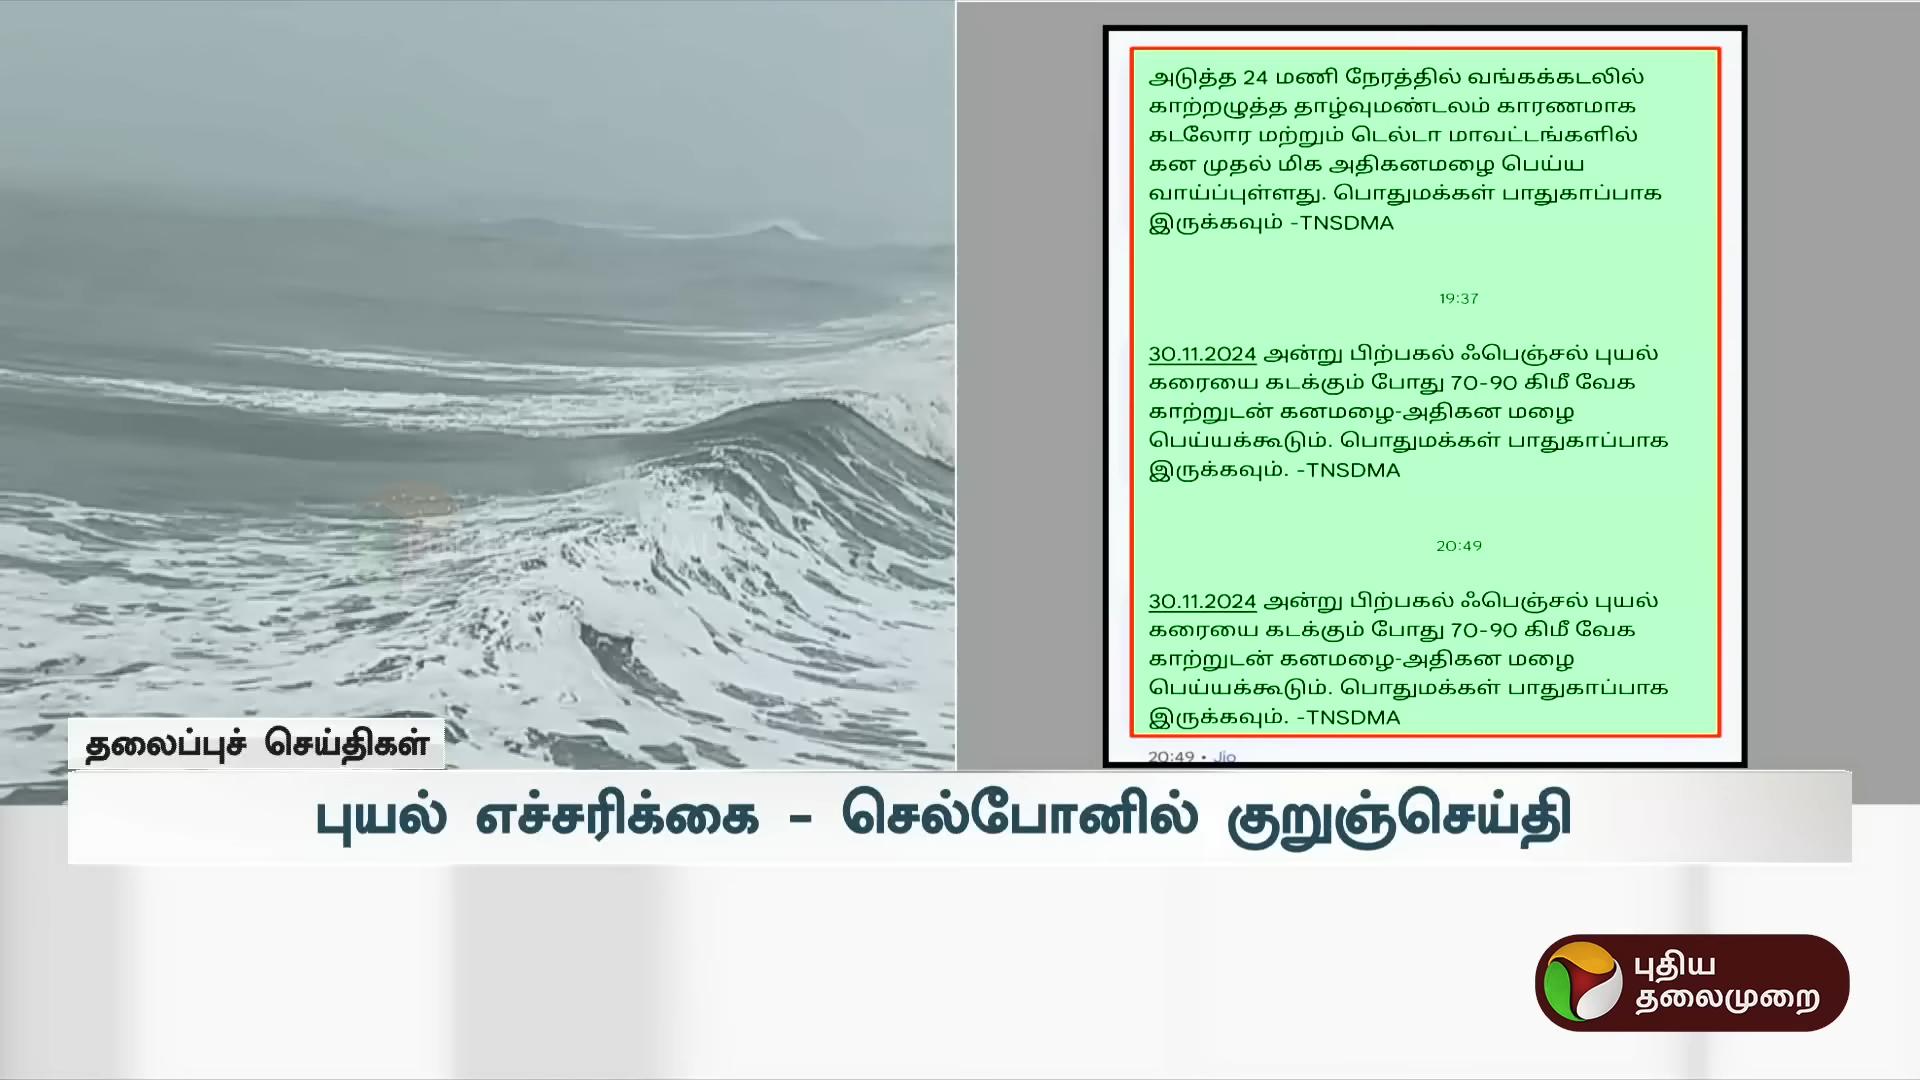 அடுத்த 24 மணி நேரத்தில் வங்கக்கடலில்
காற்றழுத்த தாழ்வுமண்டலம் காரணமாக
கடலோர மற்றும் டெல்டா மாவட்டங்களில்
கன முதல் மிக அதிகனமழை பெய்ய
வாய்ப்புள்ளது. பொதுமக்கள் பாதுகாப்பாக
இருக்கவும் -TNSDMA
19:37
30.11.2024 அன்று பிற்பகல் ஃபெஞ்சல் புயல்
கரையை கடக்கும் போது 70-90 கிமீ வேக
காற்றுடன் கனமழை-அதிகன மழை
பெய்யக்கூடும். பொதுமக்கள் பாதுகாப்பாக
இருக்கவும். -TNSDMA
20:49
30.11.2024 அன்று பிற்பகல் ஃபெஞ்சல் புயல்
கரையை கடக்கும் போது 70-90 கிமீ வேக
காற்றுடன் கனமழை-அதிகன மழை
பெய்யக்கூடும். பொதுமக்கள் பாதுகாப்பாக
இருக்கவும். -TNSDMA
20:49 • Jio
தலைப்புச் செய்திகள்
புயல் எச்சரிக்கை - செல்போனில் குறுஞ்செய்தி
புதிய
தலைமுறை